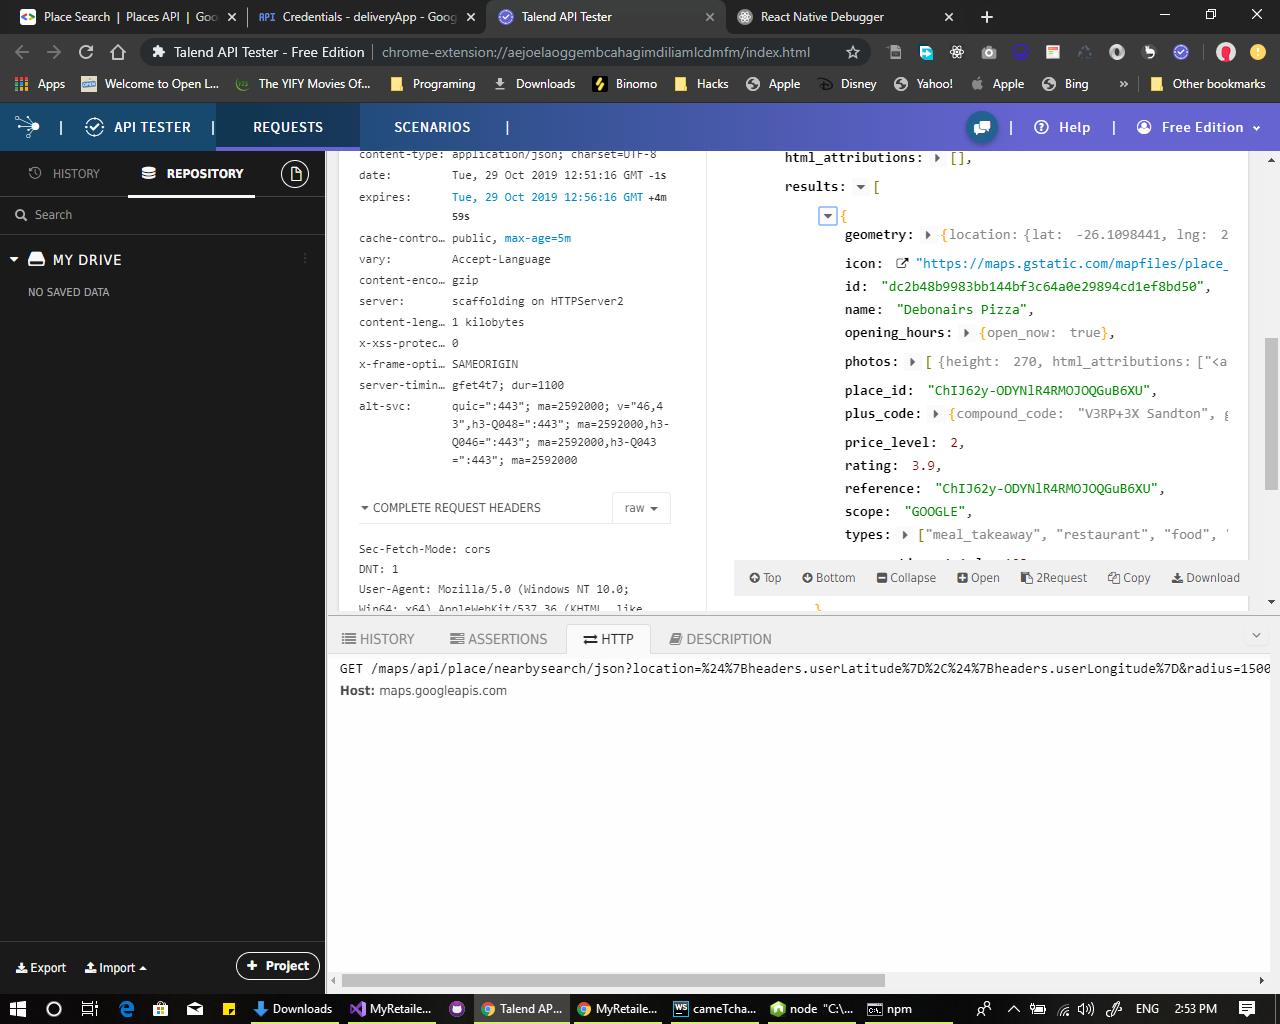 Place Search | Places API | Goo
API Credentials - deliveryApp - Goog
Talend API Tester
React Native Debugger
Talend API Tester - Free Edition chrome-extension://aejoelaoggembcahagimdiliamlcdmfm/index.html
Apps
Welcome to Open L...
The YIFY Movies Of...
Programing
Downloads
Binomo
Hacks
Apple
Disney
Yahoo!
Apple
Bing
»
Other bookmarks
| API TESTER |
REQUESTS
SCENARIOS |
| Help | Free Edition
HISTORY
REPOSITORY
Search
MY DRIVE
NO SAVED DATA
Export
Import
+ Project
content-type: application/json; charset=UTF-8
date: Tue, 29 Oct 2019 12:51:16 GMT -1s
expires: Tue, 29 Oct 2019 12:56:16 GMT +4m
59s
cache-contro... public, max-age=5m
vary: Accept-Language
content-enco... gzip
server: scaffolding on HTTPServer2
content-leng... 1 kilobytes
x-xss-protec... 0
x-frame-opti... SAMEORIGIN
server-timin... gfet4t7; dur=1100
alt-svc: quic=":443"; ma=2592000; v="46,4
3",h3-Q048=":443"; ma=2592000,h3-
Q046=":443"; ma=2592000,h3-Q043
=":443"; ma=2592000
COMPLETE REQUEST HEADERS
raw
Sec-Fetch-Mode: cors
DNT: 1
User-Agent: Mozilla/5.0 (Windows NT 10.0;
Win64; x64) AppleWebKit/537.36 (KHTML, like
html_attributions: [],
results: [
{
geometry: {location: {lat: -26.1098441, lng: 2
icon: "https://maps.gstatic.com/mapfiles/place_
id: "dc2b48b9983bb144bf3c64a0e29894cd1ef8bd50",
name: "Debonairs Pizza",
opening_hours: {open_now: true},
photos: [ {height: 270, html_attributions: ["<a
place_id: "ChIJ62y-ODYNlR4RMOJOQGuB6XU",
plus_code: {compound_code: "V3RP+3X Sandton", g
price_level: 2,
rating: 3.9,
reference: "ChIJ62y-ODYNlR4RMOJOQGuB6XU",
scope: "GOOGLE",
types: ["meal_takeaway", "restaurant", "food", "
Top
Bottom
Collapse
Open
2Request
Copy
Download
}
HISTORY
ASSERTIONS
HTTP
DESCRIPTION
GET /maps/api/place/nearbysearch/json?location=%24%7Bheaders.userLatitude%7D%2C%24%7Bheaders.userLongitude%7D&radius=1500
Host: maps.googleapis.com
Downloads
MyRetaile...
Talend AP...
MyRetaile...
WS cameTcha...
node "C:\...
npm
ENG
2:53 PM